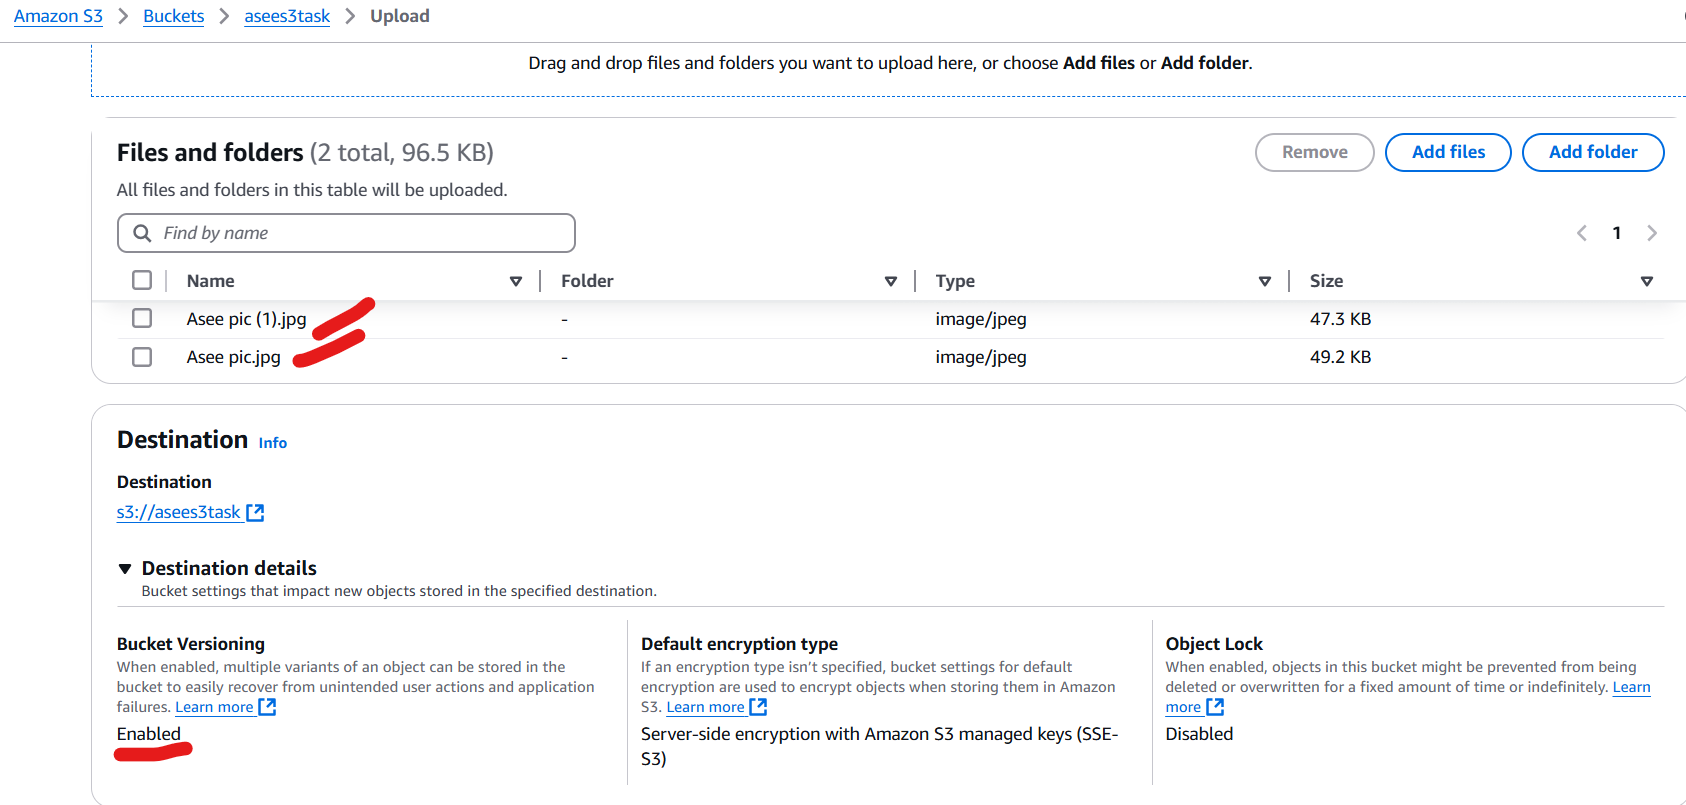 Amazon S3 > Buckets > asees3task > Upload
Drag and drop files and folders you want to upload here, or choose Add files or Add folder.
Files and folders (2 total, 96.5 KB)
Remove
Add files
Add folder
All files and folders in this table will be uploaded.
Find by name
1
Name Folder Type Size
Asee pic (1).jpg - image/jpeg 47.3 KB
Asee pic.jpg - image/jpeg 49.2 KB
Destination Info
Destination
s3://asees3task
Destination details
Bucket settings that impact new objects stored in the specified destination.
Bucket Versioning
When enabled, multiple variants of an object can be stored in the
bucket to easily recover from unintended user actions and application
failures. Learn more
Enabled
Default encryption type
If an encryption type isn't specified, bucket settings for default
encryption are used to encrypt objects when storing them in Amazon
S3. Learn more
Server-side encryption with Amazon S3 managed keys (SSE-
S3)
Object Lock
When enabled, objects in this bucket might be prevented from being
deleted or overwritten for a fixed amount of time or indefinitely. Learn
more
Disabled